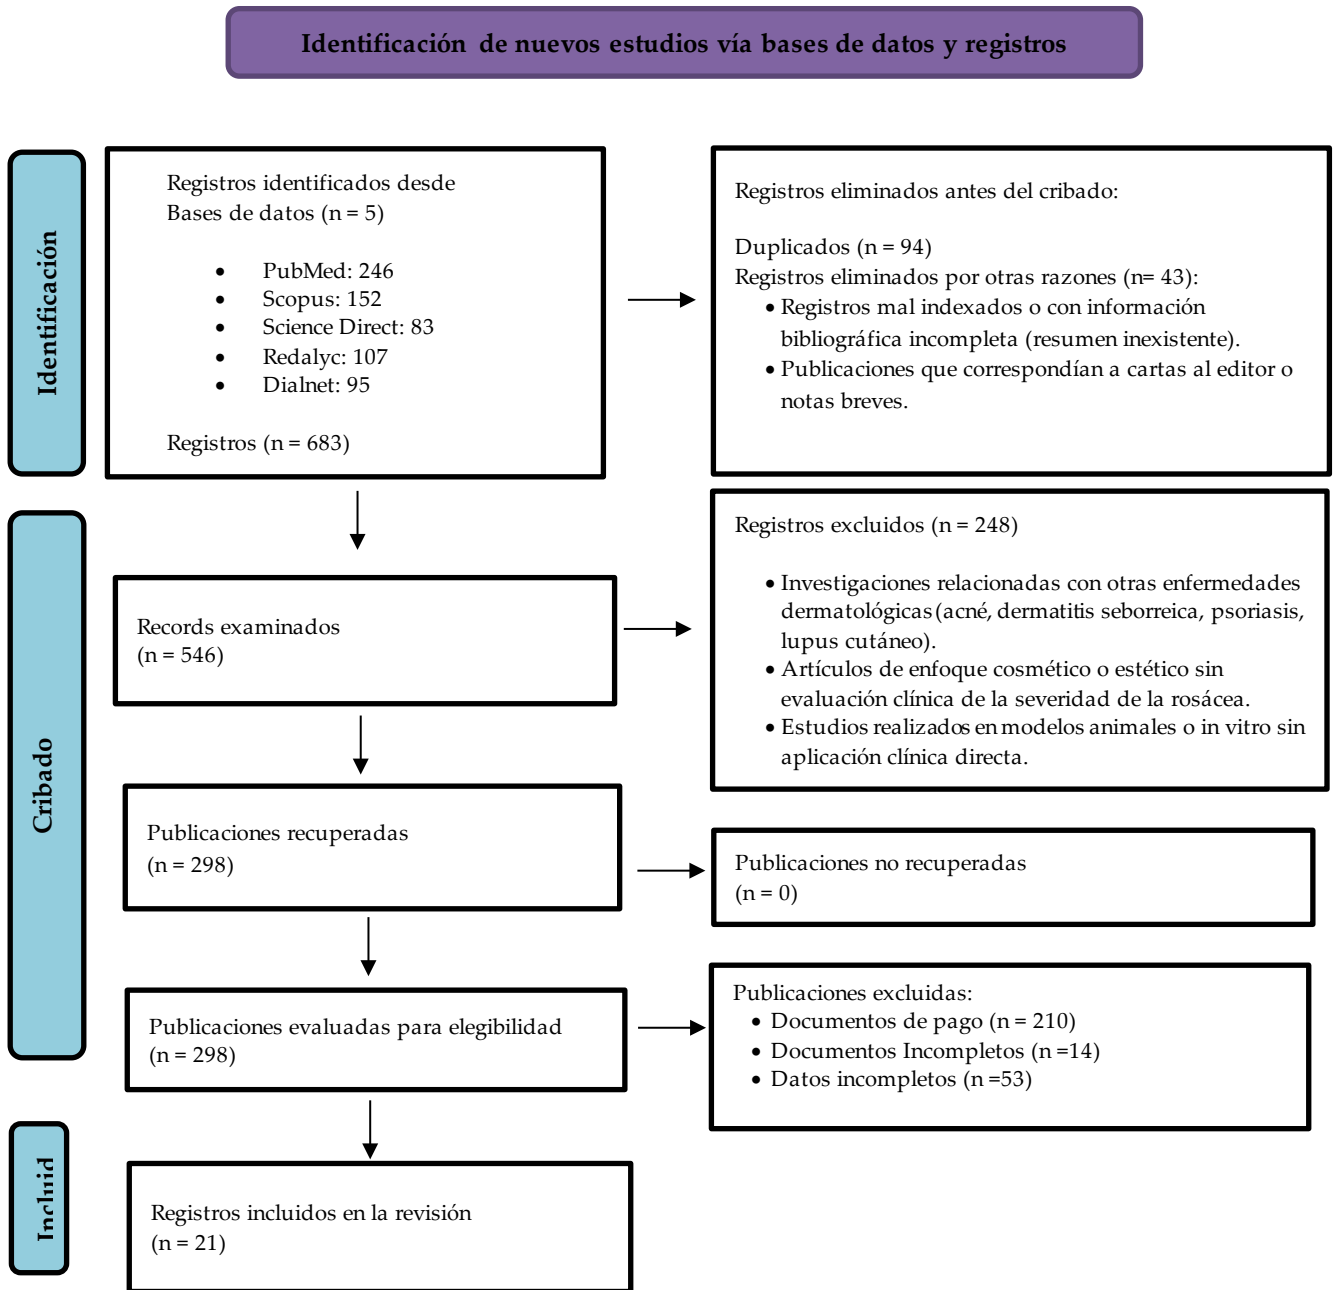 Identificación de nuevos estudios vía bases de datos y registros
Identificación
Registros identificados desde
Bases de datos (n = 5)
• PubMed: 246
• Scopus: 152
• Science Direct: 83
• Redalyc: 107
• Dialnet: 95
Registros (n = 683)
Registros eliminados antes del cribado:
Duplicados (n = 94)
Registros eliminados por otras razones (n= 43):
• Registros mal indexados o con información
bibliográfica incompleta (resumen inexistente).
• Publicaciones que correspondían a cartas al editor o
notas breves.
Cribado
Records examinados
(n = 546)
Registros excluidos (n = 248)
• Investigaciones relacionadas con otras enfermedades
dermatológicas (acné, dermatitis seborreica, psoriasis,
lupus cutáneo).
• Artículos de enfoque cosmético o estético sin
evaluación clínica de la severidad de la rosácea.
• Estudios realizados en modelos animales o in vitro sin
aplicación clínica directa.
Publicaciones recuperadas
(n = 298)
Publicaciones no recuperadas
(n = 0)
Publicaciones evaluadas para elegibilidad
(n = 298)
Publicaciones excluidas:
• Documentos de pago (n = 210)
• Documentos Incompletos (n =14)
• Datos incompletos (n =53)
Incluid
Registros incluidos en la revisión
(n = 21)